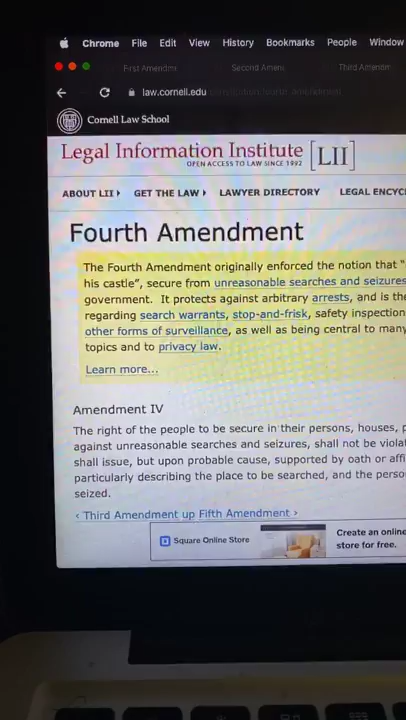 Chrome File Edit View History Bookmarks People Window
First Amendm Second Amen Third Amendm
law.cornell.edu
Cornell Law School
Legal Information Institute [LII]
OPEN ACCESS TO LAW SINCE 1992
ABOUT LII GET THE LAW LAWYER DIRECTORY LEGAL ENCYC
Fourth Amendment
The Fourth Amendment originally enforced the notion that "
his castle", secure from unreasonable searches and seizures
government. It protects against arbitrary arrests, and is the
regarding search warrants, stop-and-frisk, safety inspection
other forms of surveillance, as well as being central to many
topics and to privacy law.
Learn more...
Amendment IV
The right of the people to be secure in their persons, houses, p
against unreasonable searches and seizures, shall not be viola
shall issue, but upon probable cause, supported by oath or affi
particularly describing the place to be searched, and the perso
seized.
‹ Third Amendment up Fifth Amendment ›
Square Online Store
Create an online
store for free.